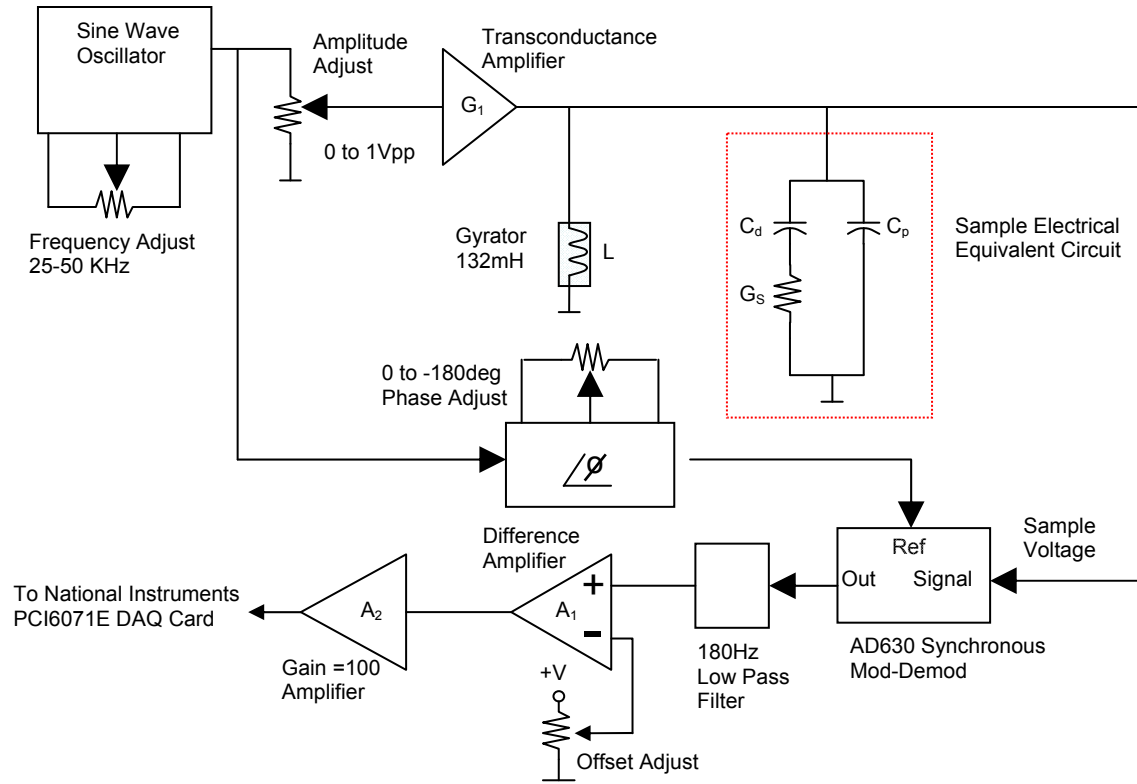 Sine Wave
Oscillator
Amplitude
Adjust
Transconductance
Amplifier
G1
0 to 1Vpp
Frequency Adjust
25-50 KHz
Gyrator
132mH
L
Cd
Cp
GS
Sample Electrical
Equivalent Circuit
0 to -180deg
Phase Adjust
Ø
Difference
Amplifier
Ref
Out
Signal
Sample
Voltage
To National Instruments
PCI6071E DAQ Card
A2
A1
+
-
Gain =100
Amplifier
180Hz
Low Pass
Filter
AD630 Synchronous
Mod-Demod
+V
Offset Adjust